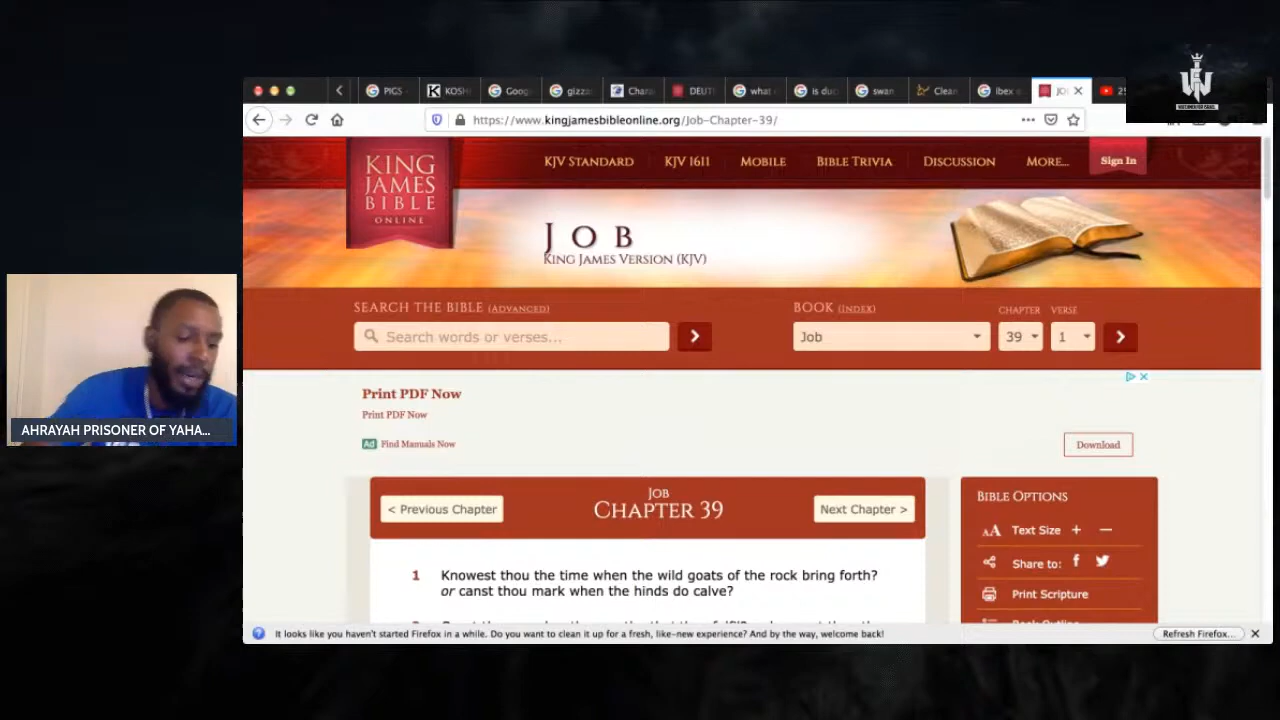 PIGS
KOSH
Goog
gizza
Chara
DEUT
what
is duc
swan
Clean
ibex
https://www.kingjamesbibleonline.org/Job-Chapter-39/
KING
JAMES
BIBLE
ONLINE
KJV STANDARD
KJV 1611
MOBILE
BIBLE TRIVIA
DISCUSSION
MORE...
Sign In
JOB
KING JAMES VERSION (KJV)
SEARCH THE BIBLE (ADVANCED)
Search words or verses...
BOOK (INDEX)
CHAPTER
VERSE
Job
39
1
Print PDF Now
Print PDF Now
Ad Find Manuals Now
Download
< Previous Chapter
JOB
CHAPTER 39
Next Chapter >
BIBLE OPTIONS
AA Text Size + —
Share to:
Print Scripture
1 Knowest thou the time when the wild goats of the rock bring forth?
or canst thou mark when the hinds do calve?
AHRAYAH PRISONER OF YAHA...
It looks like you haven't started Firefox in a while. Do you want to clean it up for a fresh, like-new experience? And by the way, welcome back!
Refresh Firefox...